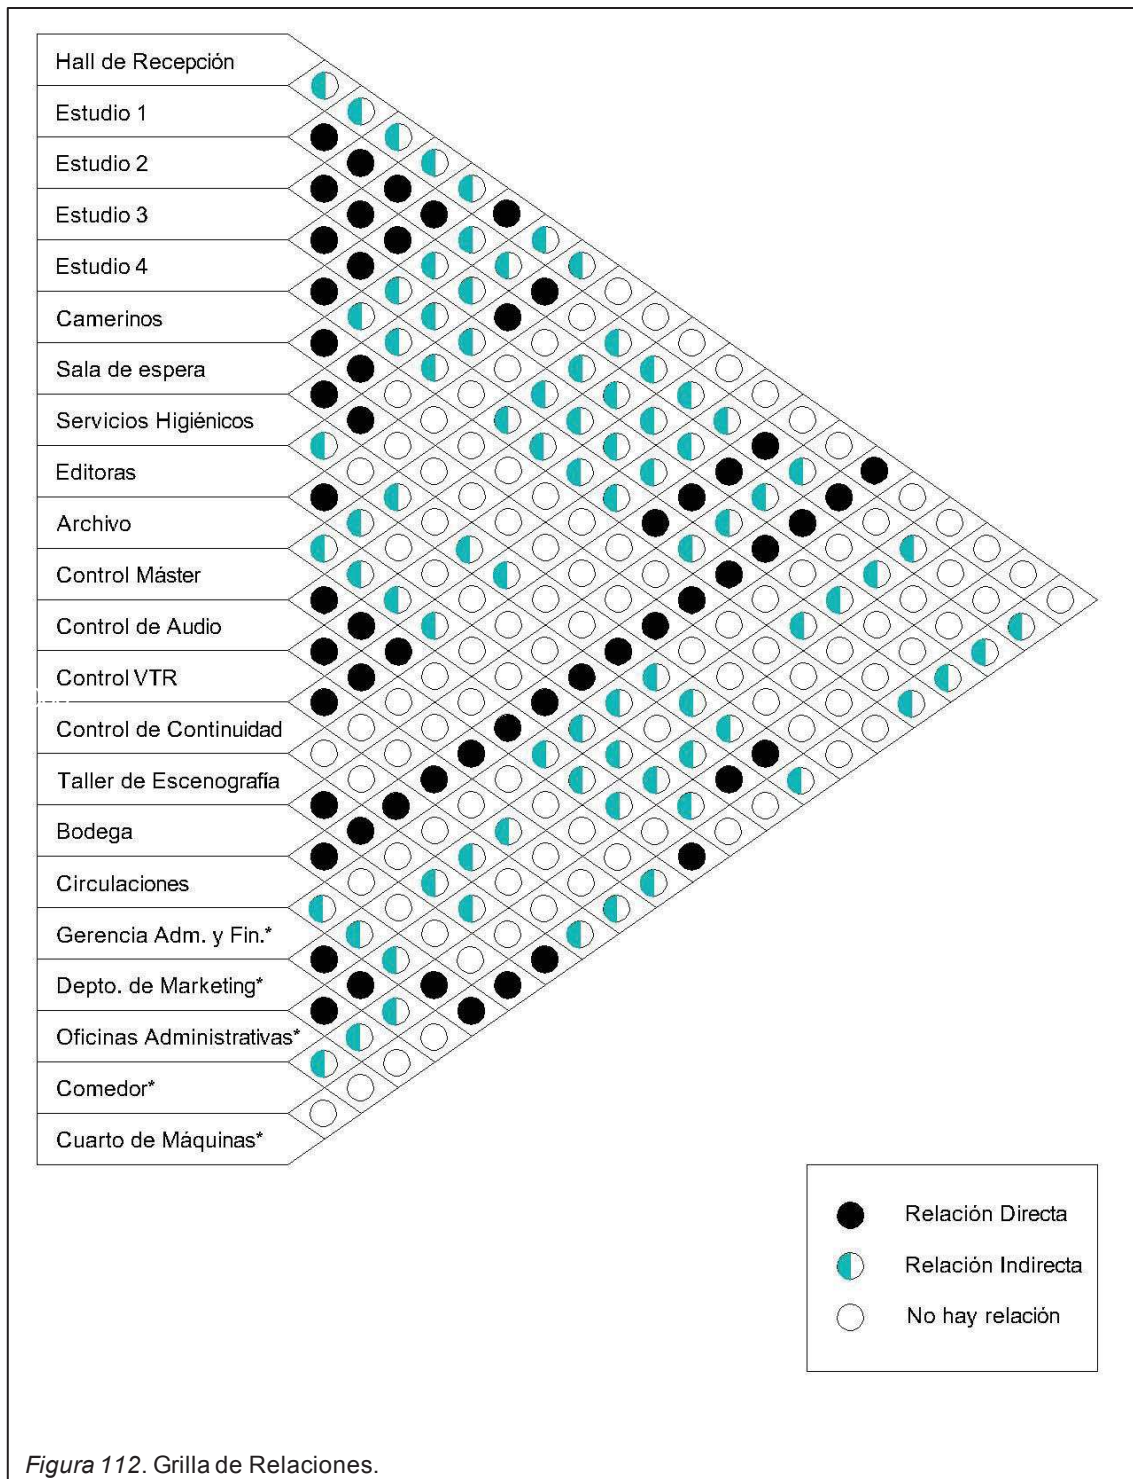 Hall de Recepción
Estudio 1
Estudio 2
Estudio 3
Estudio 4
Camerinos
Sala de espera
Servicios Higiénicos
Editoras
Archivo
Control Máster
Control de Audio
Control VTR
Control de Continuidad
Taller de Escenografía
Bodega
Circulaciones
Gerencia Adm. y Fin.*
Depto. de Marketing*
Oficinas Administrativas*
Comedor*
Cuarto de Máquinas*
Relación Directa
Relación Indirecta
No hay relación
Figura 112. Grilla de Relaciones.